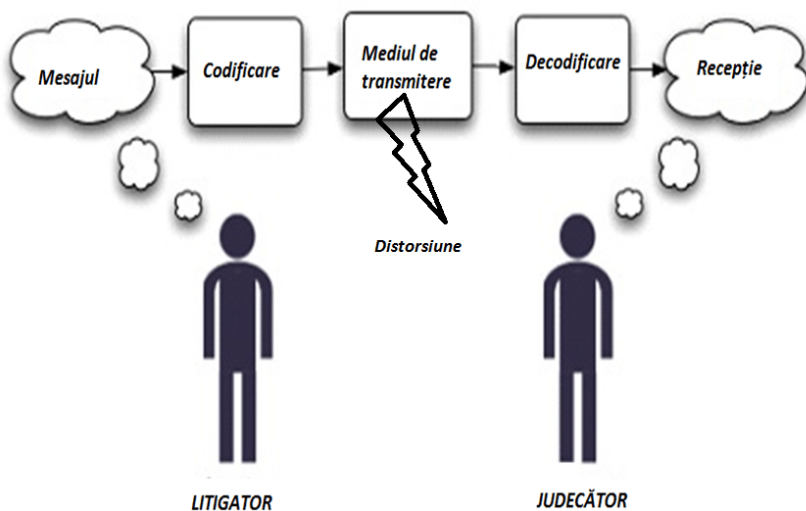 Mesajul
Codificare
Mediul de
transmitere
Decodificare
Recepție
Distorsiune
LITIGATOR
JUDECĂTOR